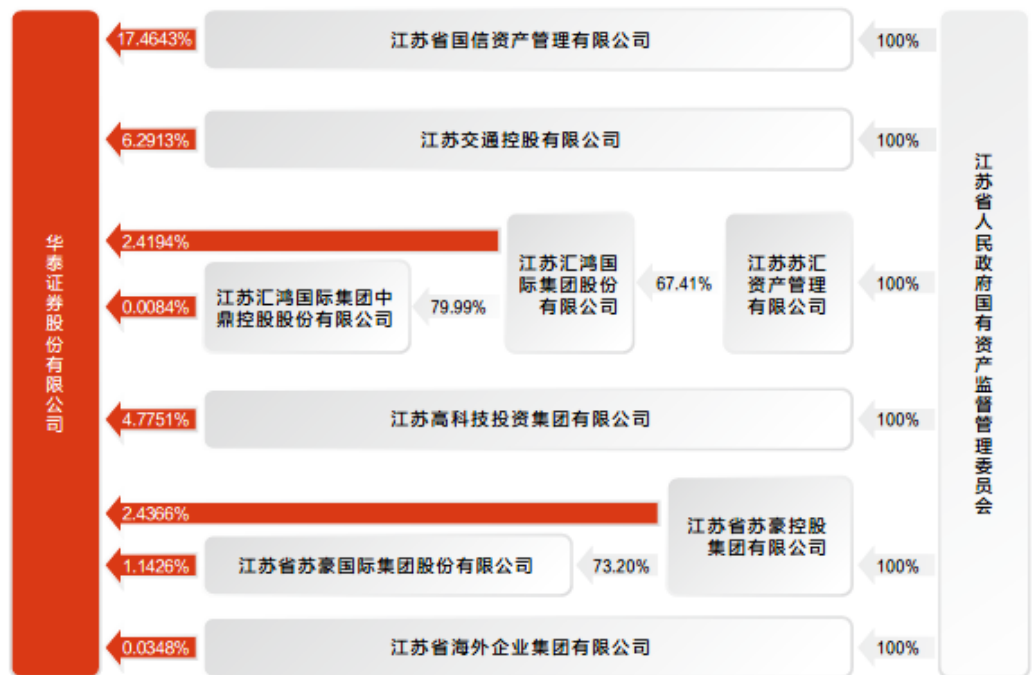 华泰证券股份有限公司
17.4643%
江苏省国信资产管理有限公司
100%
6.2913%
江苏交通控股有限公司
100%
2.4194%
0.0084%
江苏汇鸿国际集团中
鼎控股股份有限公司
79.99%
江苏汇鸿国
际集团股份
有限公司
67.41%
江苏苏汇
资产管理
有限公司
100%
4.7751%
江苏高科技投资集团有限公司
100%
2.4366%
1.1426%
江苏省苏豪国际集团股份有限公司
73.20%
江苏省苏豪控股
集团有限公司
100%
0.0348%
江苏省海外企业集团有限公司
100%
江苏省人民政府国有资产监督管理委员会